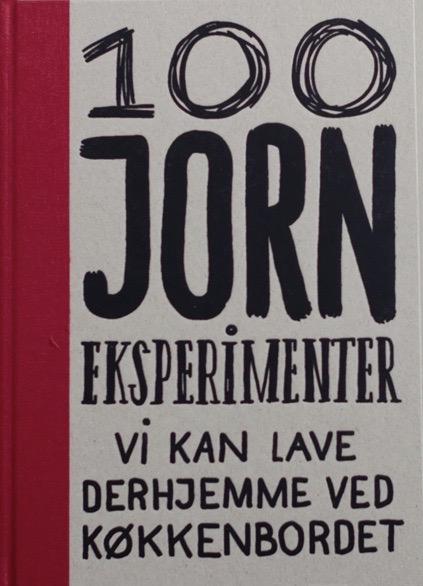 100
JORN
EKSPERIMENTER
Vi KAN LAVE
DERHJEMME VED
KØKKENBORDET